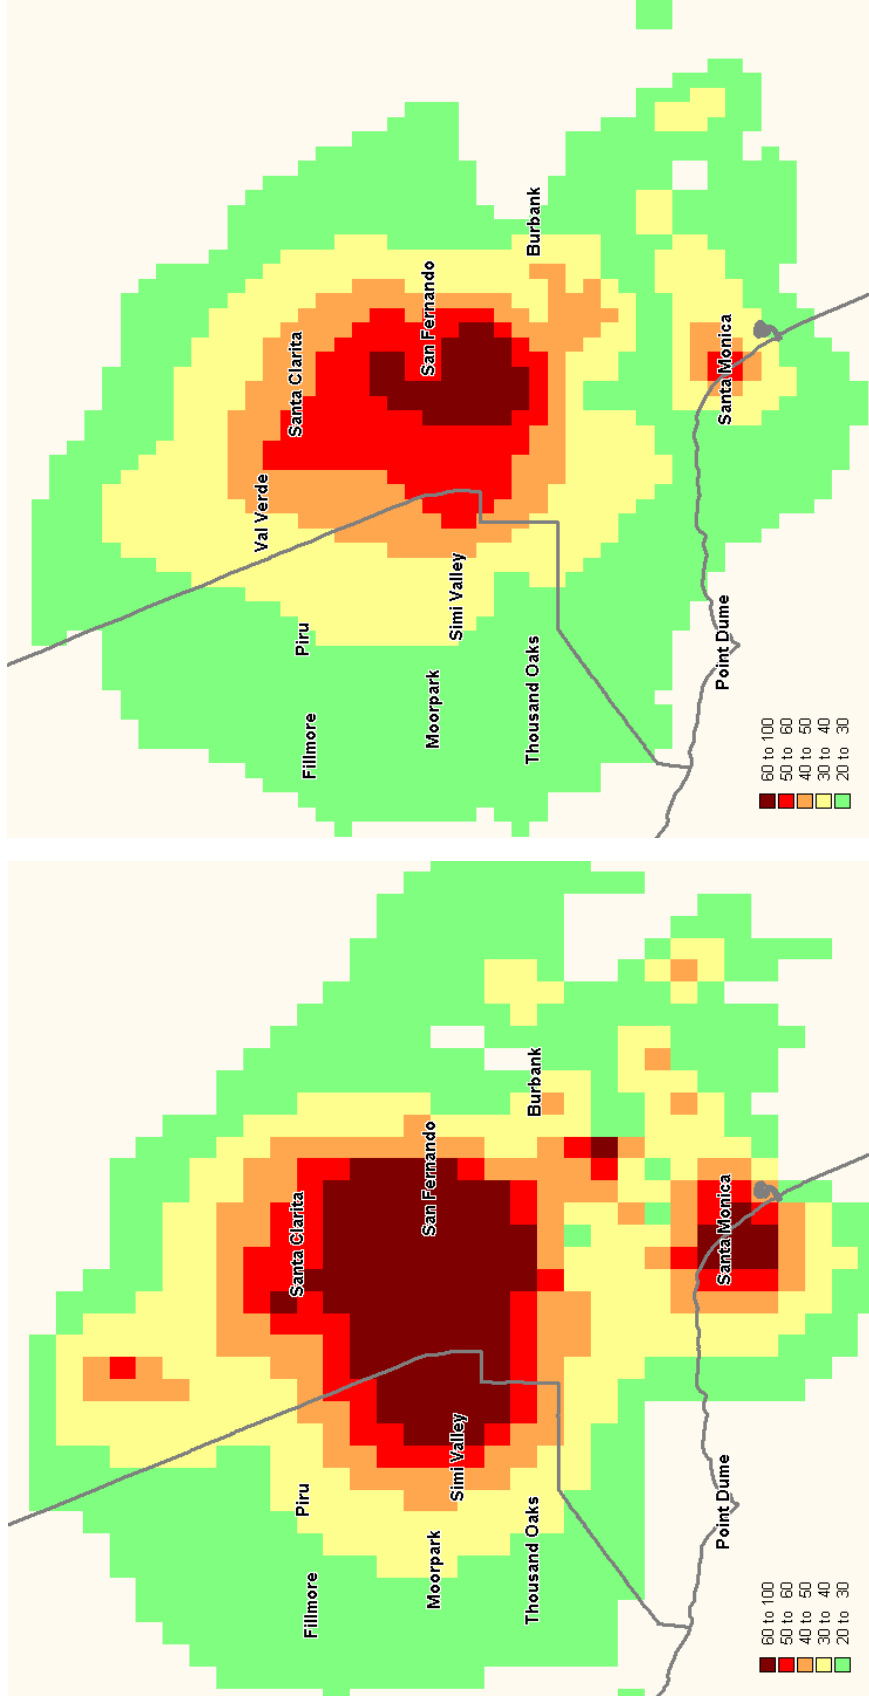 Santa Clarita
Piru
Fillmore
San Fernando
Moorpark
Simi Valley
Thousand Oaks
Burbank
Point Dume
Santa Monica
60 to 100
50 to 60
40 to 50
30 to 40
20 to 30
Val Verde
Santa Clarita
Piru
Fillmore
San Fernando
Moorpark
Simi Valley
Thousand Oaks
Burbank
Point Dume
Santa Monica
60 to 100
50 to 60
40 to 50
30 to 40
20 to 30